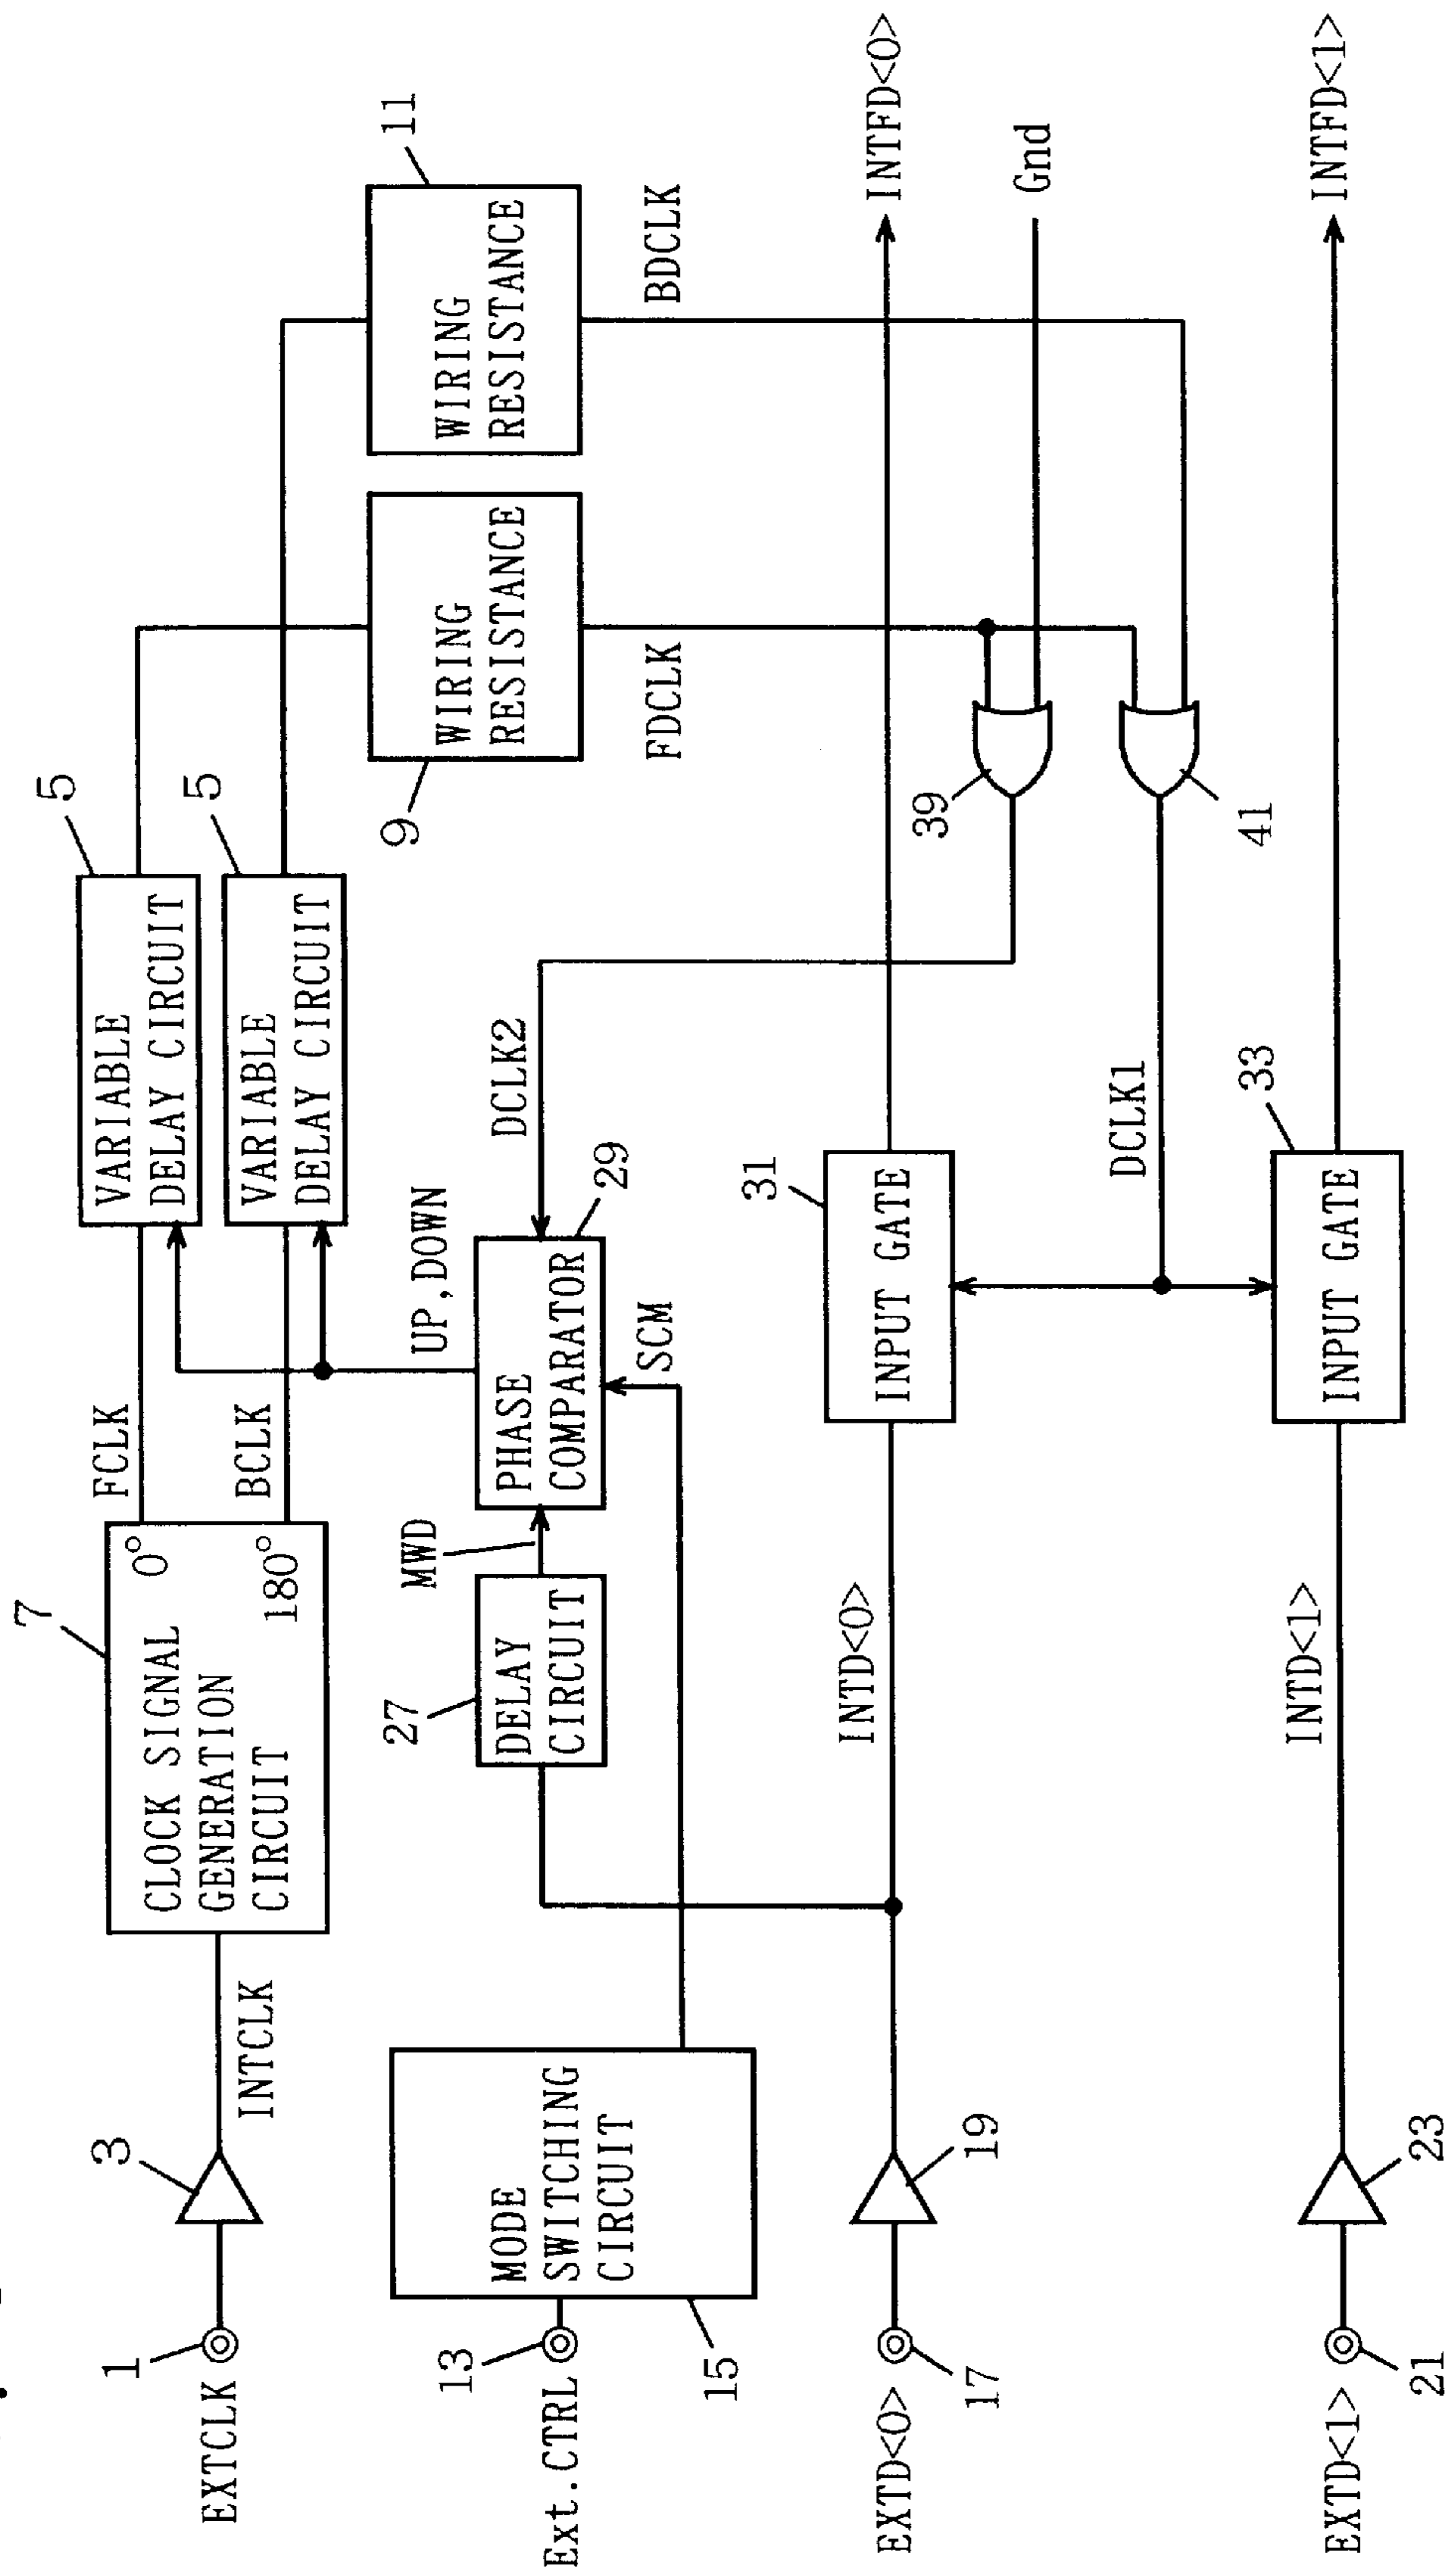 EXTCLK
1
3
INTCLK
7
CLOCK SIGNAL
GENERATION
CIRCUIT
0°
180°
FCLK
BCLK
VARIABLE
DELAY CIRCUIT
5
VARIABLE
DELAY CIRCUIT
5
WIRING
RESISTANCE
9
WIRING
RESISTANCE
11
FDCLK
BDCLK
Ext.CTRL
13
MODE
SWITCHING
CIRCUIT
15
DELAY
CIRCUIT
27
MWD
PHASE
COMPARATOR
29
UP,DOWN
SCM
DCLK2
EXTD<0>
17
19
INTD<0>
INPUT GATE
31
INTFD<0>
Gnd
39
41
DCLK1
EXTD<1>
21
23
INTD<1>
INPUT GATE
33
INTFD<1>